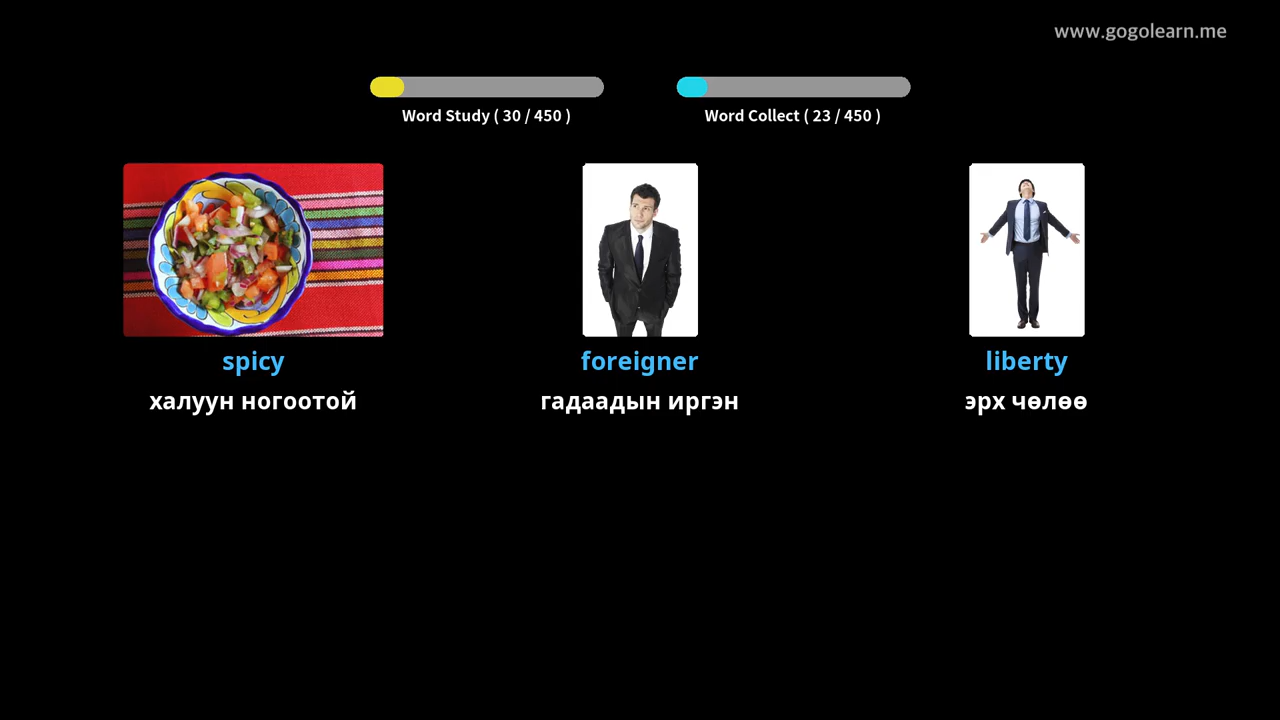 www.gogolearn.me
Word Study ( 30 / 450 )
Word Collect ( 23 / 450 )
spicy
foreigner
liberty
халуун ногоотой
гадаадын иргэн
эрх чөлөө